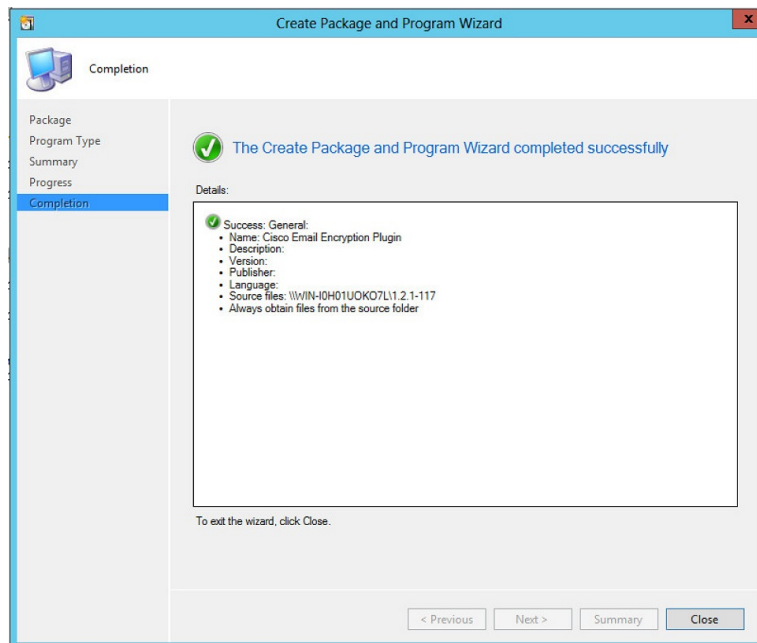 Create Package and Program Wizard
x
Completion
Package
Program Type
Summary
Progress
Completion
The Create Package and Program Wizard completed successfully
Details:
Success: General:
• Name: Cisco Email Encryption Plugin
• Description:
• Version:
• Publisher:
• Language:
• Source files: \\WIN-I0H01UOKO7L\1.2.1-117
• Always obtain files from the source folder
To exit the wizard, click Close.
< Previous
Next >
Summary
Close